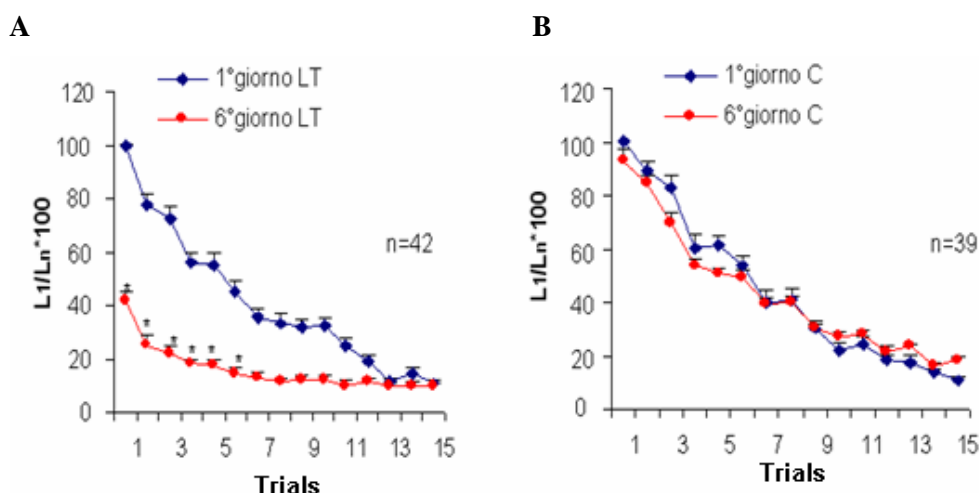 A
1°giorno LT
6°giorno LT
120
100
80
60
40
20
0
L1/Ln*100
n=42
* * * * * *
1 3 5 7 9 11 13 15
Trials
B
1°giorno C
6°giorno C
120
100
80
60
40
20
0
L1/Ln*100
n=39
1 3 5 7 9 11 13 15
Trials